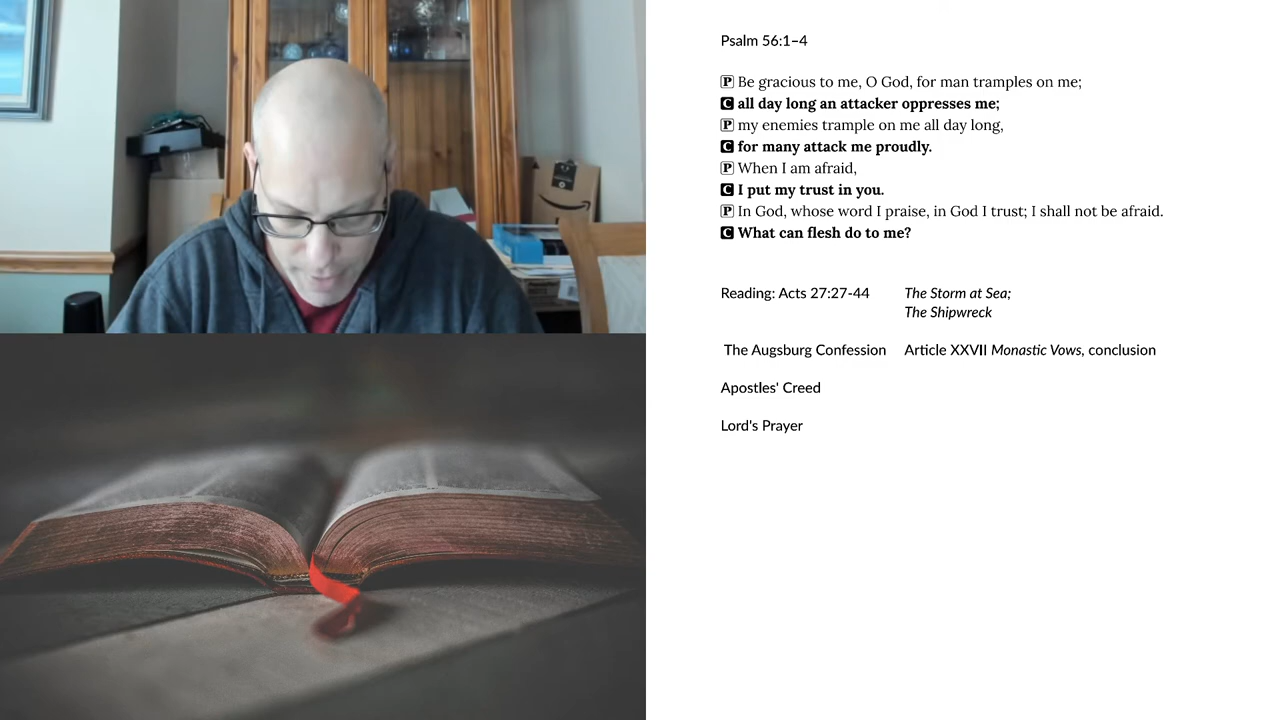 Psalm 56:1–4
P Be gracious to me, O God, for man tramples on me;
C all day long an attacker oppresses me;
P my enemies trample on me all day long,
C for many attack me proudly.
P When I am afraid,
C I put my trust in you.
P In God, whose word I praise, in God I trust; I shall not be afraid.
C What can flesh do to me?
Reading: Acts 27:27-44 The Storm at Sea;
The Shipwreck
The Augsburg Confession Article XXVII Monastic Vows, conclusion
Apostles' Creed
Lord's Prayer